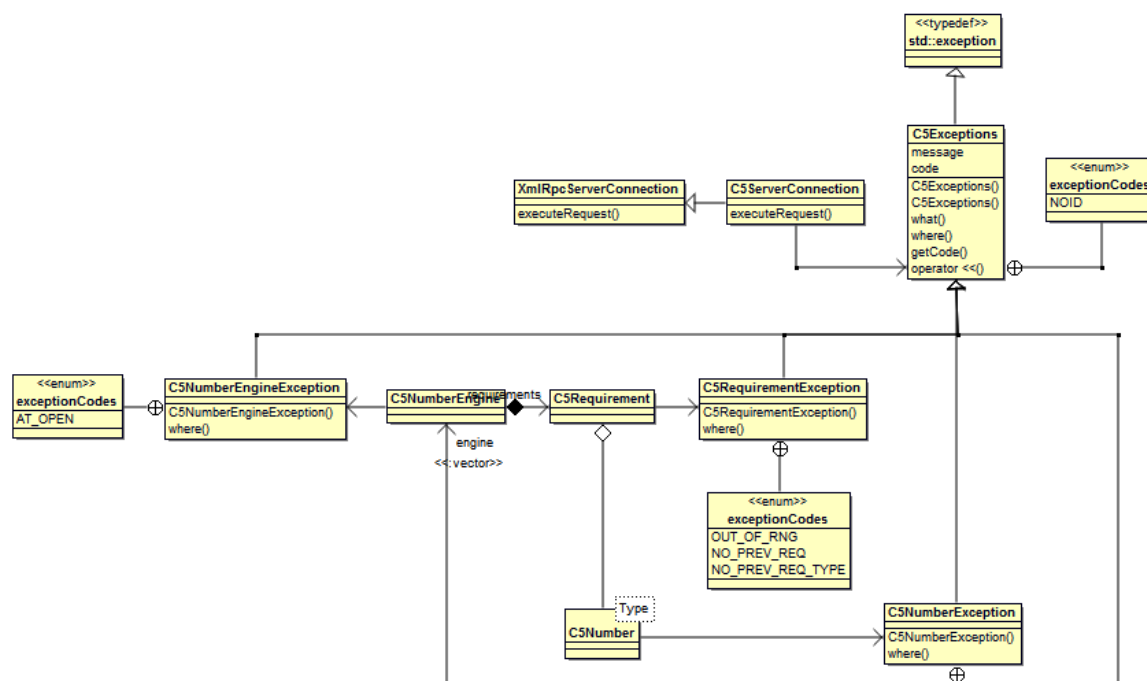 <<typedef>>
std::exception
C5Exceptions
message
code
C5Exceptions()
C5Exceptions()
what()
where()
getCode()
operator <<()
<<enum>>
exceptionCodes
NOID
XmlRpcServerConnection
executeRequest()
C5ServerConnection
executeRequest()
<<enum>>
exceptionCodes
AT_OPEN
C5NumberEngineException
C5NumberEngineException()
where()
C5NumberEngine
requirements
C5Requirement
C5RequirementException
C5RequirementException()
where()
engine
<<:vector>>
<<enum>>
exceptionCodes
OUT_OF_RNG
NO_PREV_REQ
NO_PREV_REQ_TYPE
Type
C5Number
C5NumberException
C5NumberException()
where()